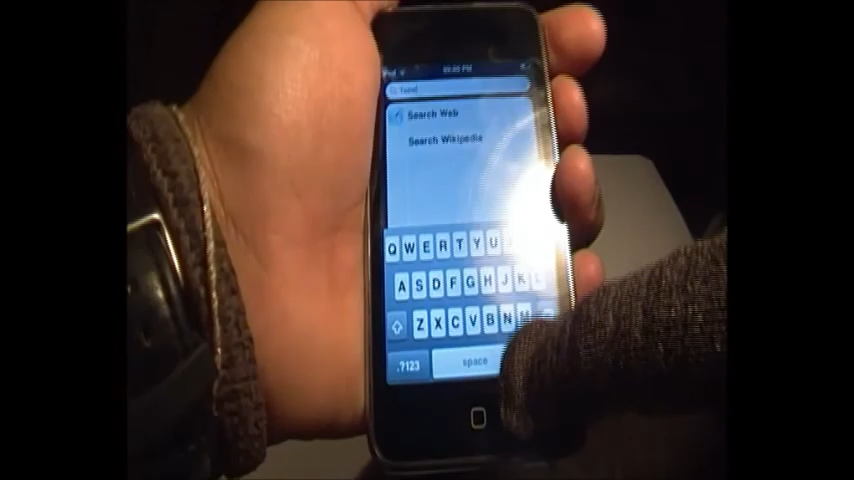 iPod
Search Web
Search Wikipedia
Q W E R T Y U
A S D F G H J K L
Z X C V B N M
.?123 space